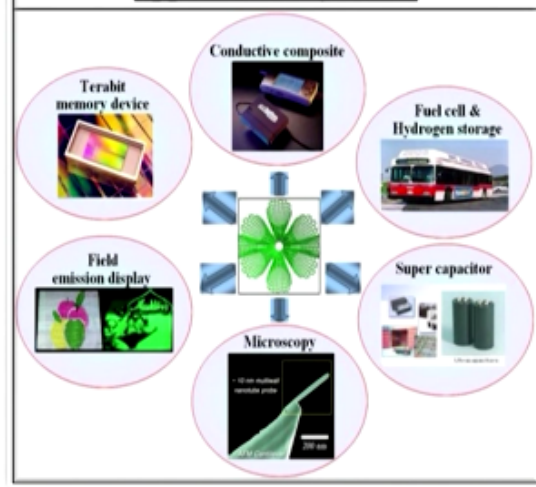 Conductive composite
Terabit
memory device
Fuel cell &
Hydrogen storage
Field
emission display
Super capacitor
Microscopy
~ 10 nm multiwall
nanotube probe
200 nm